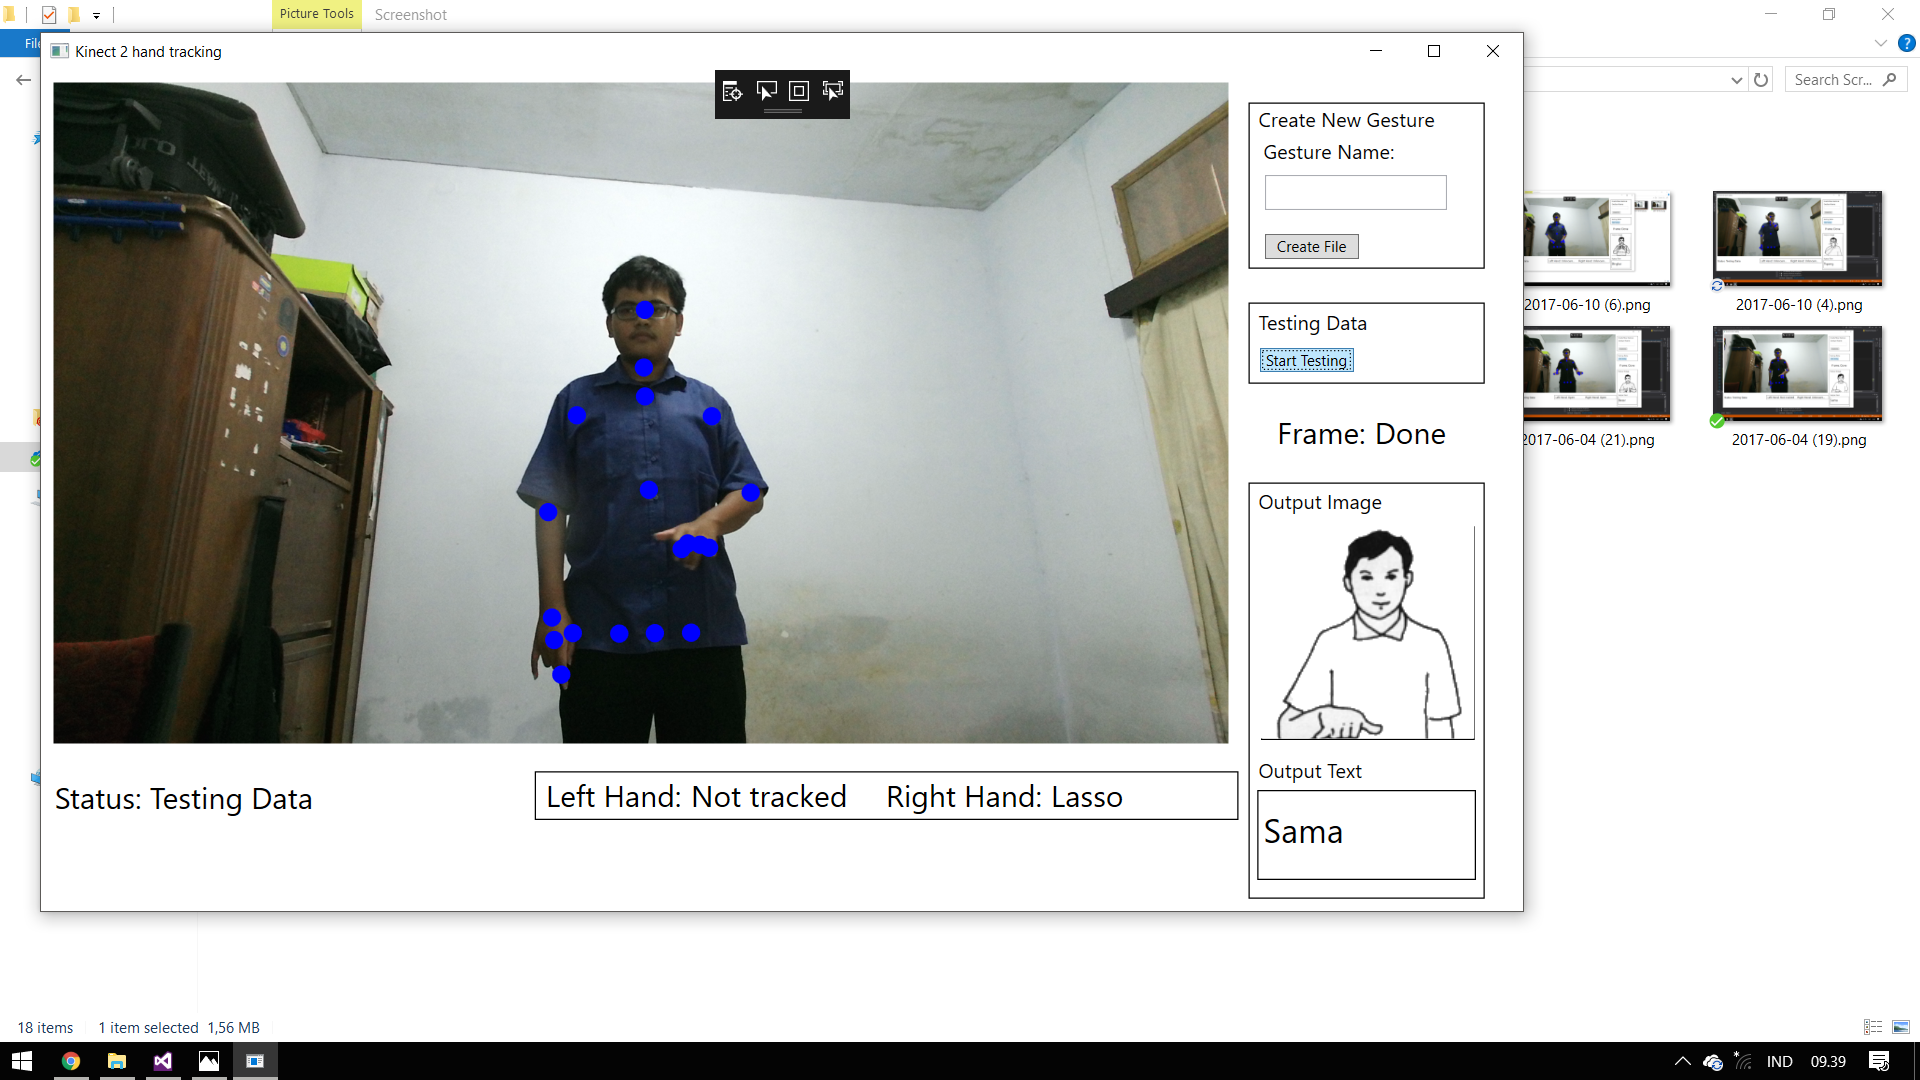 Picture Tools
Screenshot
File
Kinect 2 hand tracking
Search Scr...
Create New Gesture
Gesture Name:
Create File
Testing Data
Start Testing
Frame: Done
Output Image
Output Text
Sama
Status: Testing Data
Left Hand: Not tracked
Right Hand: Lasso
2017-06-10 (6).png
2017-06-10 (4).png
2017-06-04 (21).png
2017-06-04 (19).png
18 items
1 item selected
1,56 MB
IND
09.39